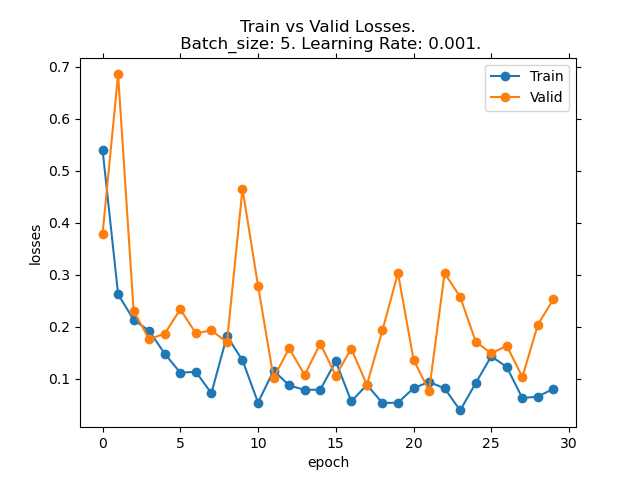 Train vs Valid Losses.
Batch_size: 5. Learning Rate: 0.001.
Train
Valid
losses
0.7
0.6
0.5
0.4
0.3
0.2
0.1
0 5 10 15 20 25 30
epoch